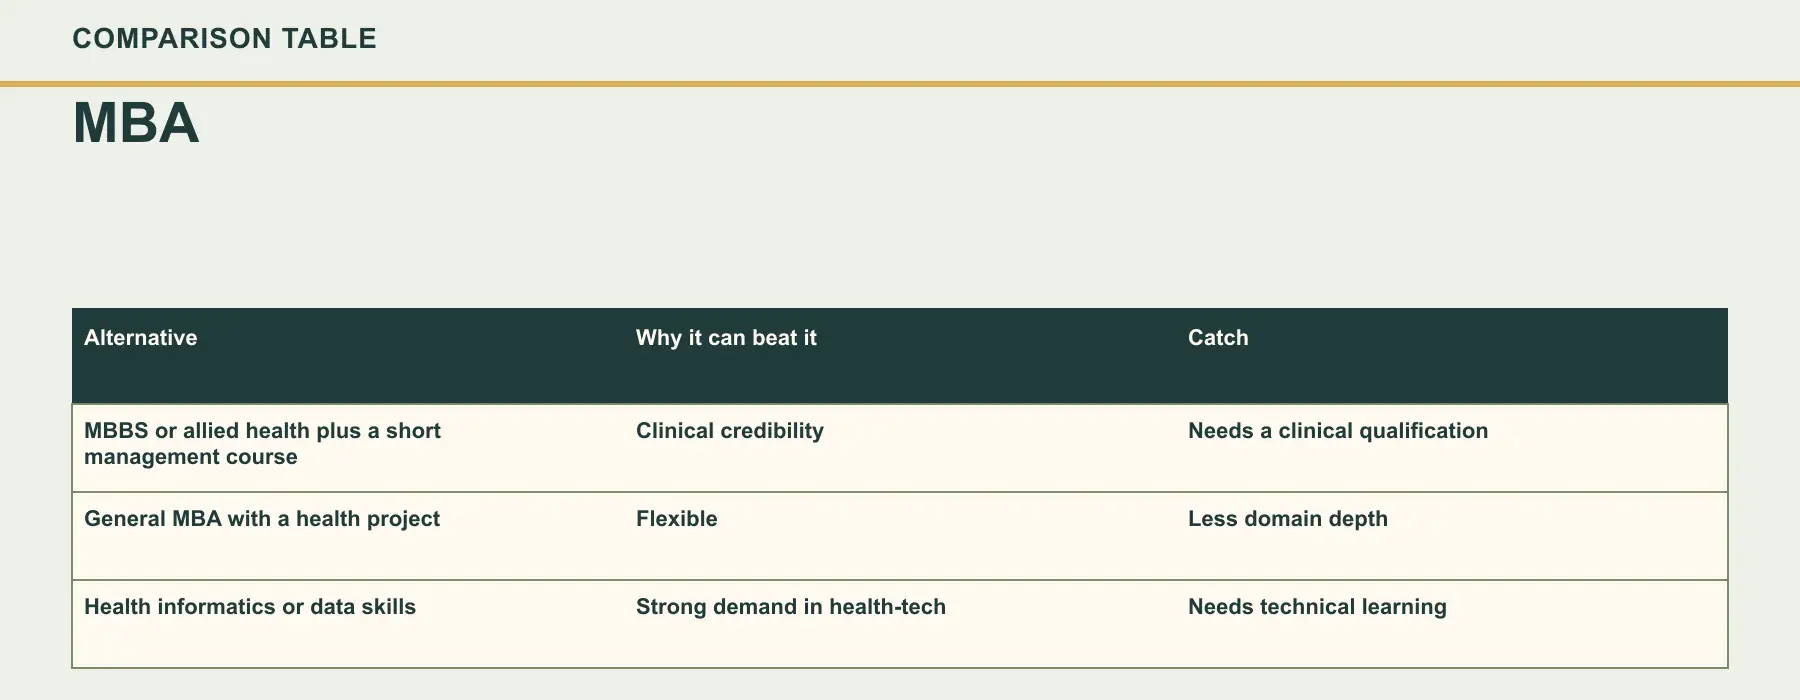 COMPARISON TABLE
MBA
Alternative
Why it can beat it
Catch
MBBS or allied health plus a short
management course
Clinical credibility
Needs a clinical qualification
General MBA with a health project
Flexible
Less domain depth
Health informatics or data skills
Strong demand in health-tech
Needs technical learning